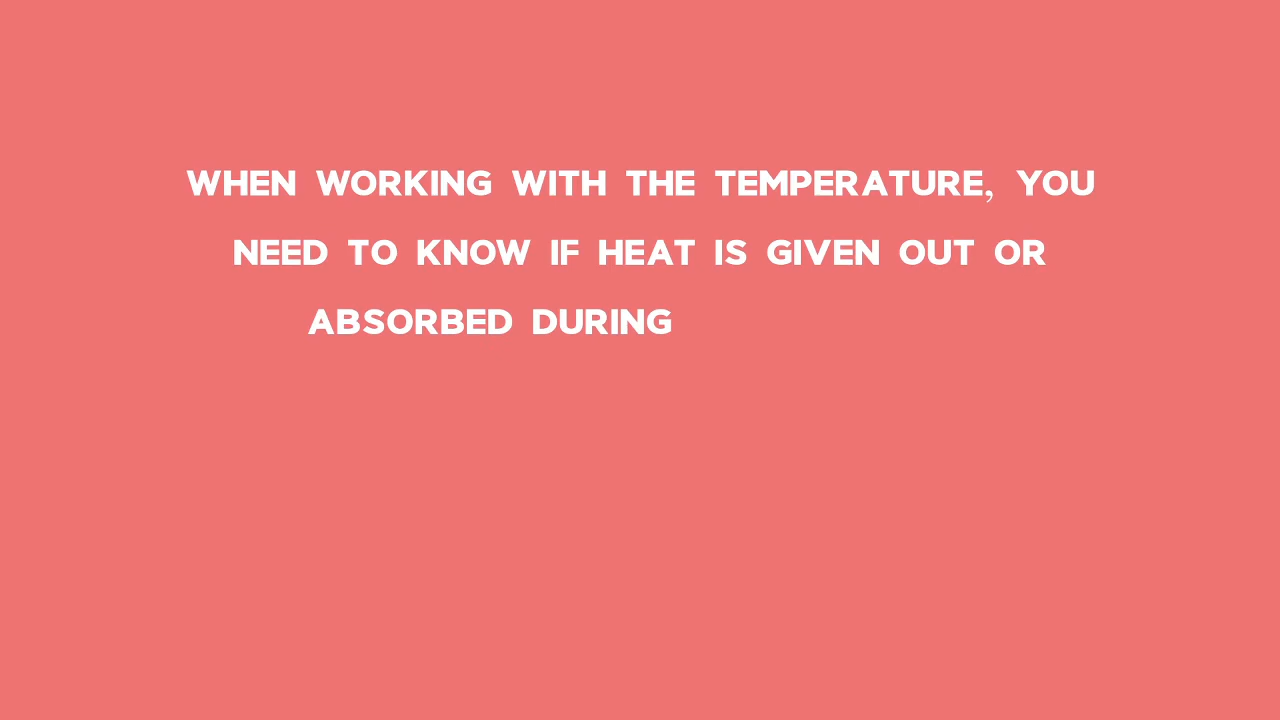 WHEN WORKING WITH THE TEMPERATURE, YOU
NEED TO KNOW IF HEAT IS GIVEN OUT OR
ABSORBED DURING